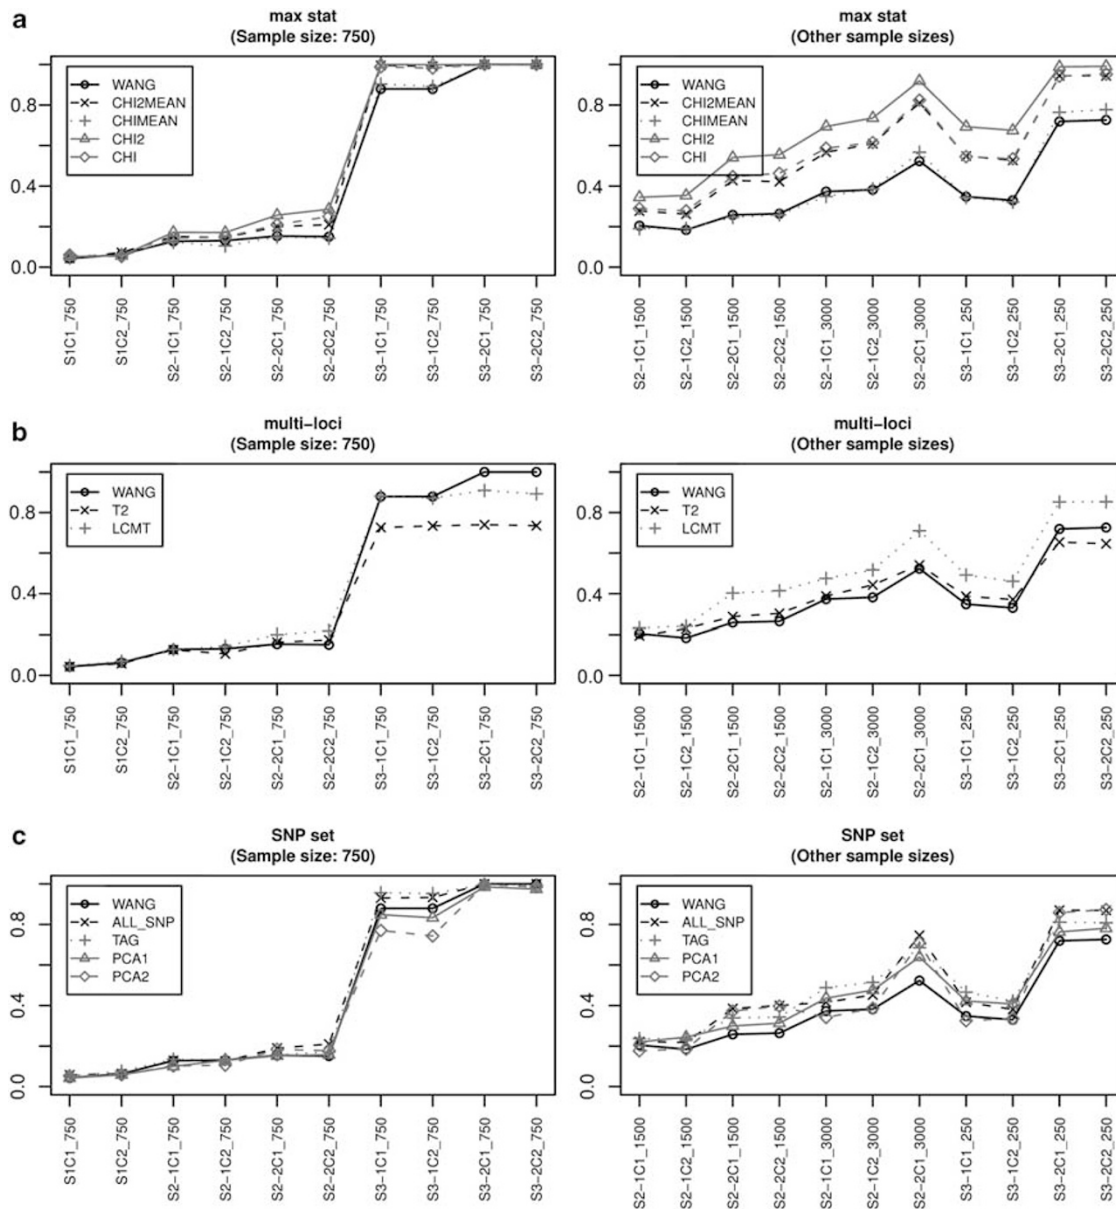 a
max stat
(Sample size: 750)
0.8
0.4
0.0
WANG
CHI2MEAN
CHIMEAN
CHI2
CHI
S1C1_750
S1C2_750
S2-1C1_750
S2-1C2_750
S2-2C1_750
S2-2C2_750
S3-1C1_750
S3-1C2_750
S3-2C1_750
S3-2C2_750
max stat
(Other sample sizes)
0.8
0.4
0.0
WANG
CHI2MEAN
CHIMEAN
CHI2
CHI
S2-1C1_1500
S2-1C2_1500
S2-2C1_1500
S2-2C2_1500
S2-1C1_3000
S2-1C2_3000
S2-2C1_3000
S3-1C1_250
S3-1C2_250
S3-2C1_250
S3-2C2_250
b
multi-loci
(Sample size: 750)
0.8
0.4
0.0
WANG
T2
LCMT
S1C1_750
S1C2_750
S2-1C1_750
S2-1C2_750
S2-2C1_750
S2-2C2_750
S3-1C1_750
S3-1C2_750
S3-2C1_750
S3-2C2_750
multi-loci
(Other sample sizes)
0.8
0.4
0.0
WANG
T2
LCMT
S2-1C1_1500
S2-1C2_1500
S2-2C1_1500
S2-2C2_1500
S2-1C1_3000
S2-1C2_3000
S2-2C1_3000
S3-1C1_250
S3-1C2_250
S3-2C1_250
S3-2C2_250
c
SNP set
(Sample size: 750)
0.8
0.4
0.0
WANG
ALL_SNP
TAG
PCA1
PCA2
S1C1_750
S1C2_750
S2-1C1_750
S2-1C2_750
S2-2C1_750
S2-2C2_750
S3-1C1_750
S3-1C2_750
S3-2C1_750
S3-2C2_750
SNP set
(Other sample sizes)
0.8
0.4
0.0
WANG
ALL_SNP
TAG
PCA1
PCA2
S2-1C1_1500
S2-1C2_1500
S2-2C1_1500
S2-2C2_1500
S2-1C1_3000
S2-1C2_3000
S2-2C1_3000
S3-1C1_250
S3-1C2_250
S3-2C1_250
S3-2C2_250